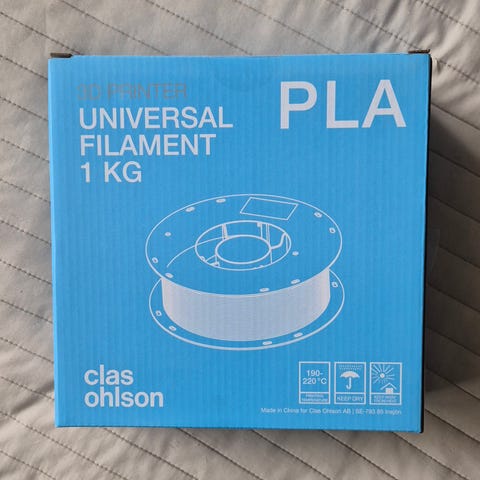 3D-PRINTER
PLA
UNIVERSAL
FILAMENT
1 KG
clas
ohlson
190-
220°C
KEEP DRY
Made in China for Clas Ohlson AB | SE-793 85 Insjön